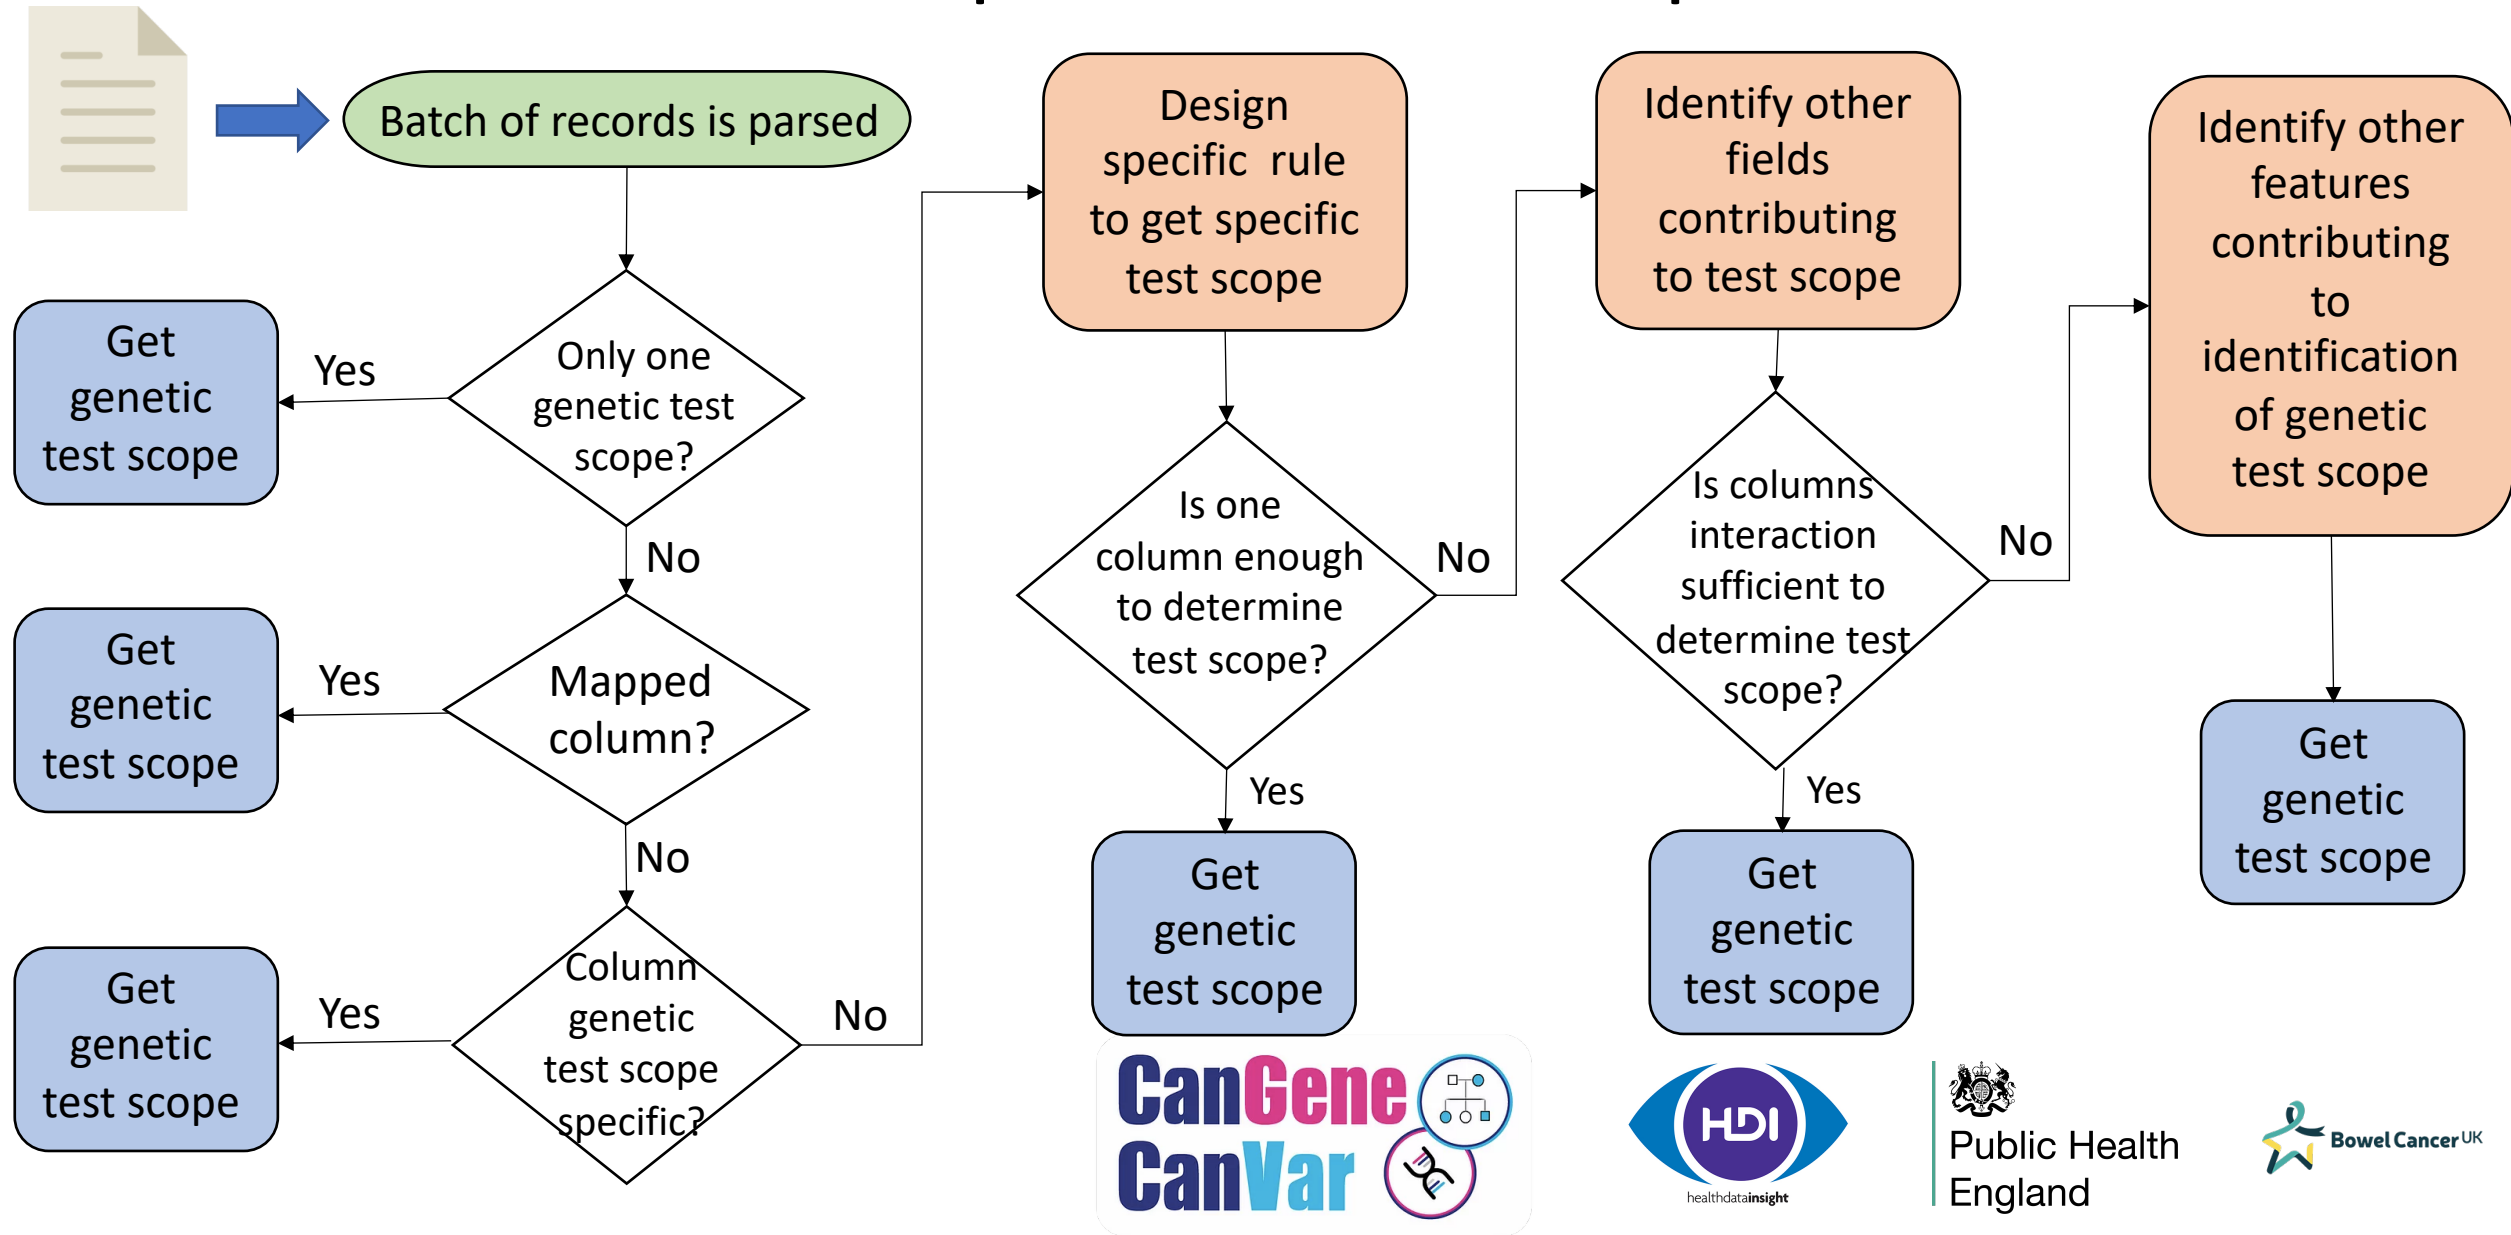 Batch of records is parsed
Only one
genetic test
scope?
Yes
Get
genetic
test scope
No
Mapped
column?
Yes
Get
genetic
test scope
No
Column
genetic
test scope
specific?
Yes
Get
genetic
test scope
No
Design
specific rule
to get specific
test scope
Is one
column enough
to determine
test scope?
Yes
Get
genetic
test scope
No
Identify other
fields
contributing
to test scope
Is columns
interaction
sufficient to
determine test
scope?
Yes
Get
genetic
test scope
No
Identify other
features
contributing
to
identification
of genetic
test scope
Get
genetic
test scope
CanGene
CanVar
HDI
healthdatainsight
Public Health
England
Bowel Cancer UK